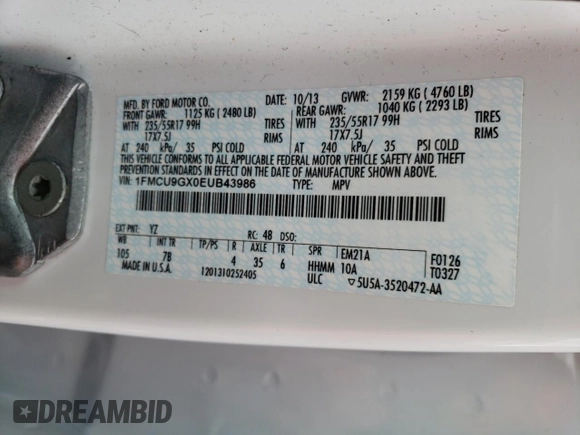 MFD. BY FORD MOTOR CO.
10/13
GVWR: 2159 KG ( 4760 LB)
FRONT GAWR: 1125 KG ( 2480 LB)
REAR GAWR: 1040 KG ( 2293 LB)
WITH 235/55R17 99H TIRES
WITH 235/55R17 99H TIRES
17X7.5J RIMS
17X7.5J RIMS
AT 240 kPa/ 35 PSI COLD
AT 240 kPa/ 35 PSI COLD
THIS VEHICLE CONFORMS TO ALL APPLICABLE FEDERAL MOTOR VEHICLE SAFETY AND THEFT
PREVENTION STANDARDS IN EFFECT ON THE DATE OF MANUFACTURE SHOWN ABOVE.
VIN: 1FMCU9GX0EUB43986
TYPE: MPV
EXT PNT: YZ RC: 48 DSO:
WB INT TR TP/PS R AXLE TR SPR EM21A F0126
105 7B 4 35 6 HHMM 10A T0327
MADE IN U.S.A. 1201310252405 ULC ▽5U5A-3520472-AA
DREAMBID